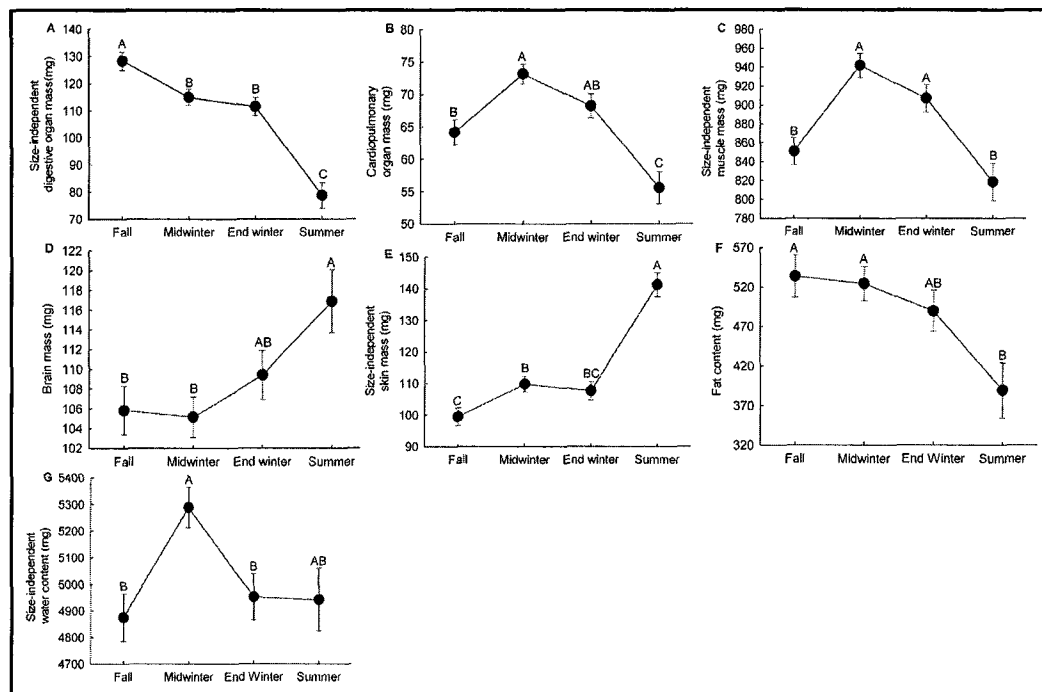 A
Size-independent
digestive organ mass(mg)
130
120
110
100
90
80
70
A
B
B
C
Fall
Midwinter
End winter
Summer
B
Cardiopulmonary
organ mass (mg)
80
75
70
65
60
55
50
B
A
AB
C
Fall
Midwinter
End winter
Summer
C
Size-independent
muscle mass (mg)
980
960
940
920
900
880
860
840
820
800
780
B
A
A
B
Fall
Midwinter
End winter
Summer
D
Brain mass (mg)
122
120
118
116
114
112
110
108
106
104
102
B
B
AB
A
Fall
Midwinter
End winter
Summer
E
Size-independent
skin mass (mg)
150
140
130
120
110
100
90
C
B
BC
A
Fall
Midwinter
End winter
Summer
F
Fat content (mg)
570
520
470
420
370
320
A
A
AB
B
Fall
Midwinter
End Winter
Summer
G
Size-independent
water content (mg)
5400
5300
5200
5100
5000
4900
4800
4700
B
A
B
AB
Fall
Midwinter
End Winter
Summer